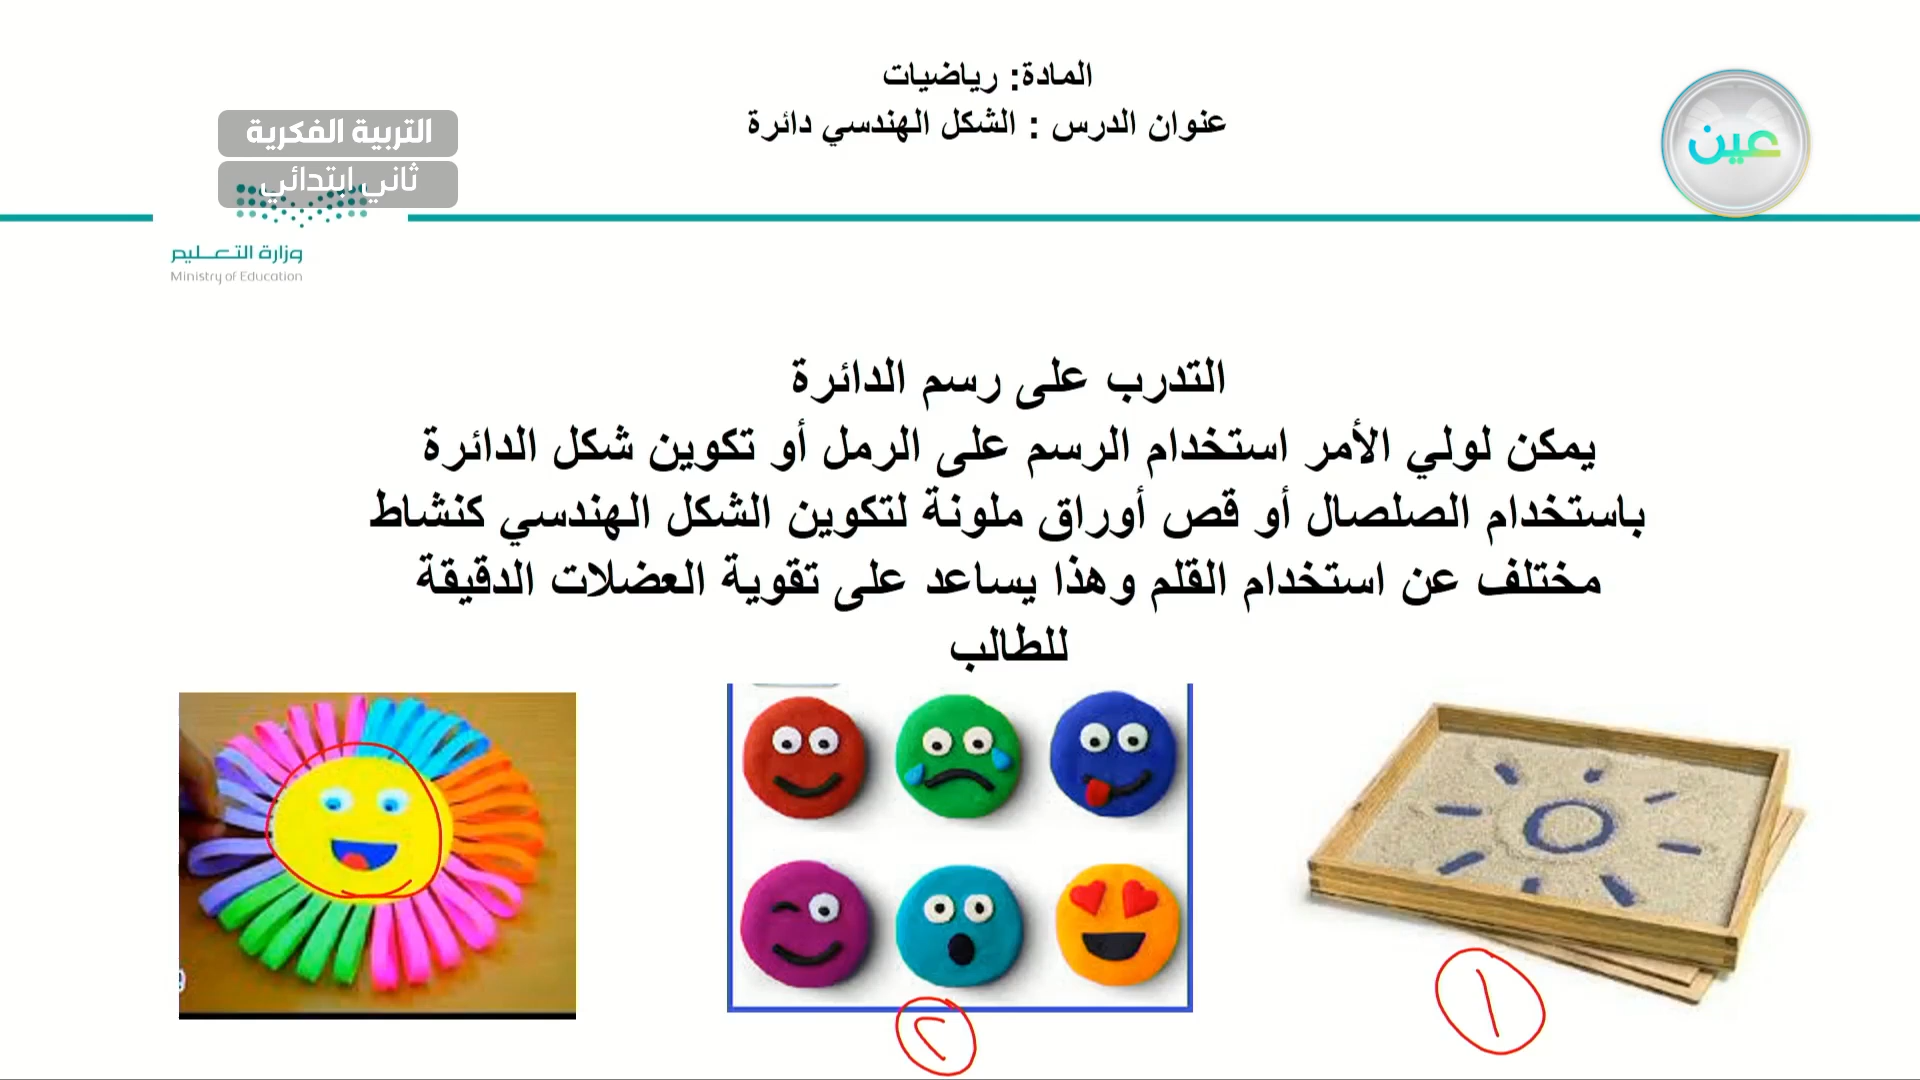 المادة: رياضيات
عنوان الدرس : الشكل الهندسي دائرة
عين
التربية الفكرية
ثاني ابتدائي
وزارة التعليم
Ministry of Education
التدرب على رسم الدائرة
يمكن لولي الأمر استخدام الرسم على الرمل أو تكوين شكل الدائرة
باستخدام الصلصال أو قص أوراق ملونة لتكوين الشكل الهندسي كنشاط
مختلف عن استخدام القلم وهذا يساعد على تقوية العضلات الدقيقة
للطالب
١
٢